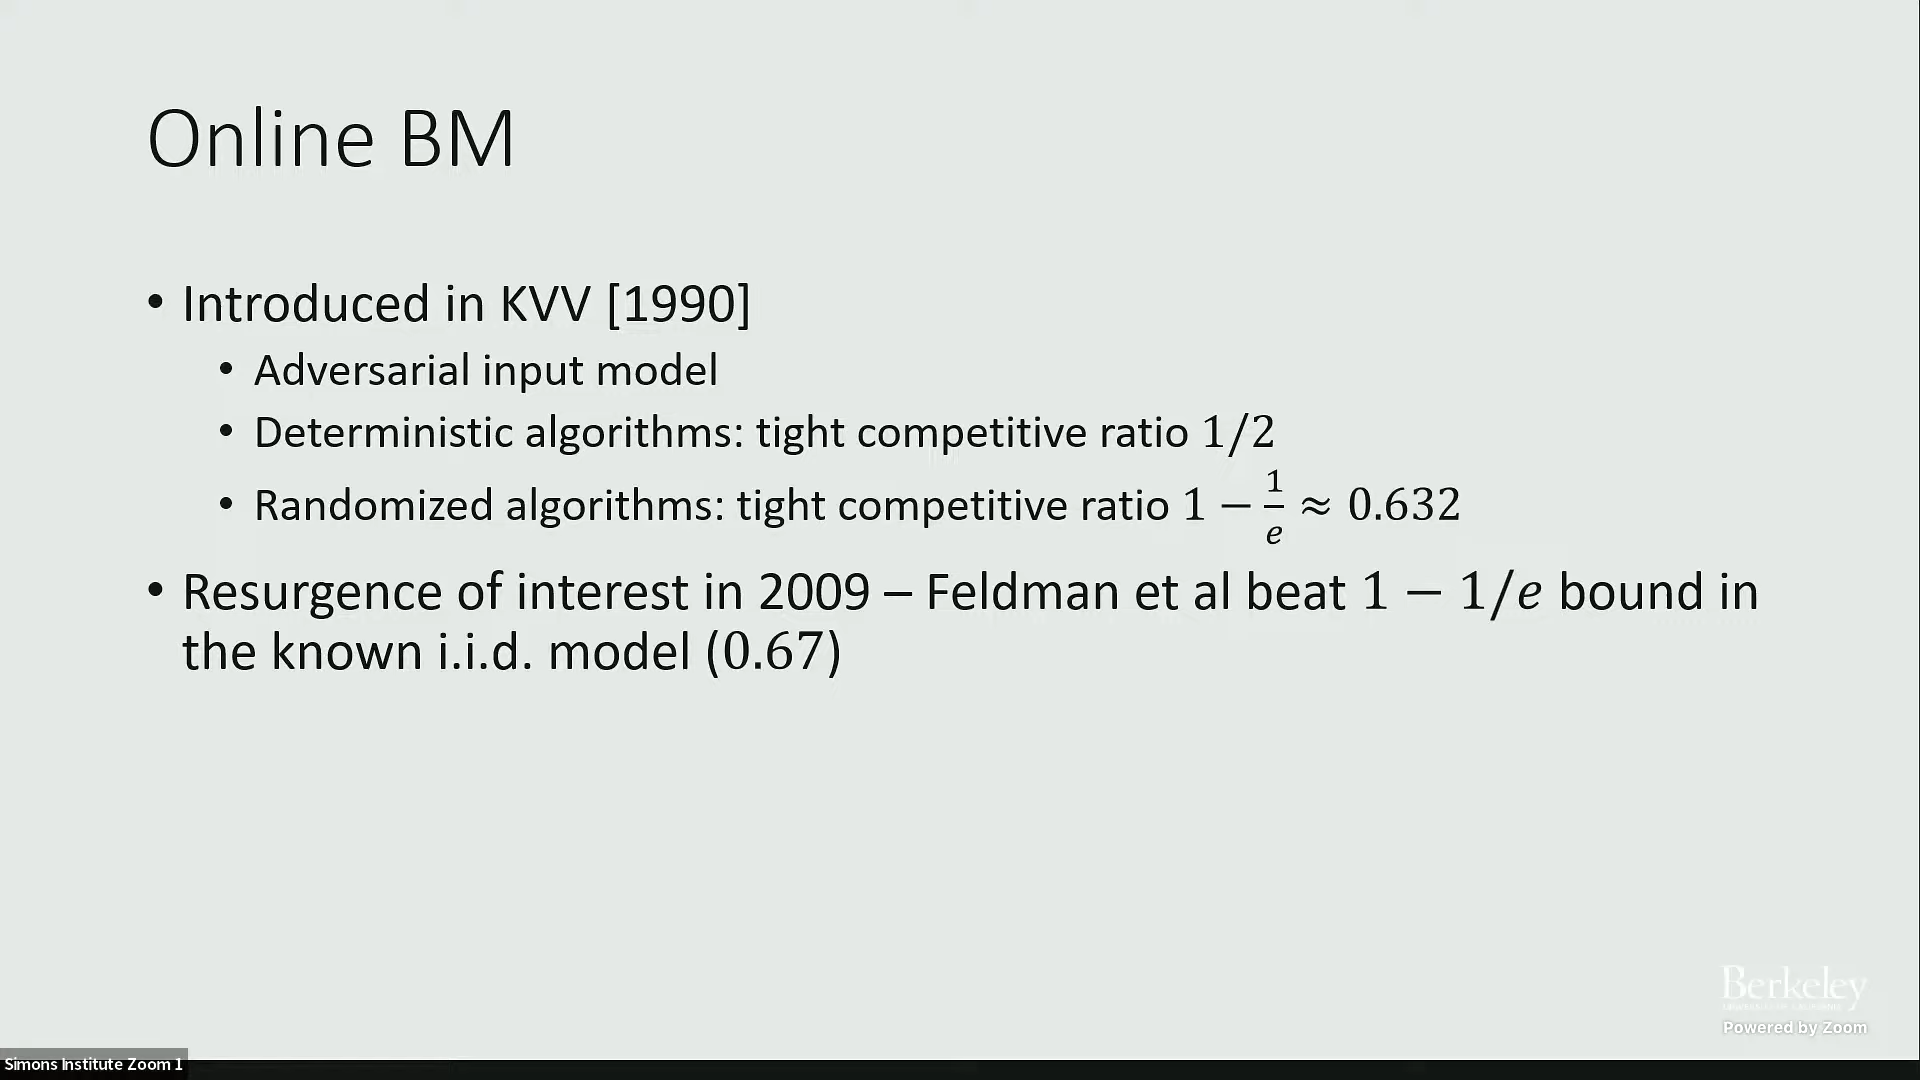 Online BM
• Introduced in KVV [1990]
• Adversarial input model
• Deterministic algorithms: tight competitive ratio 1/2
• Randomized algorithms: tight competitive ratio 1 − 1/e ≈ 0.632
• Resurgence of interest in 2009 – Feldman et al beat 1 − 1/e bound in
the known i.i.d. model (0.67)
Berkeley
Powered by Zoom
Simons Institute Zoom 1